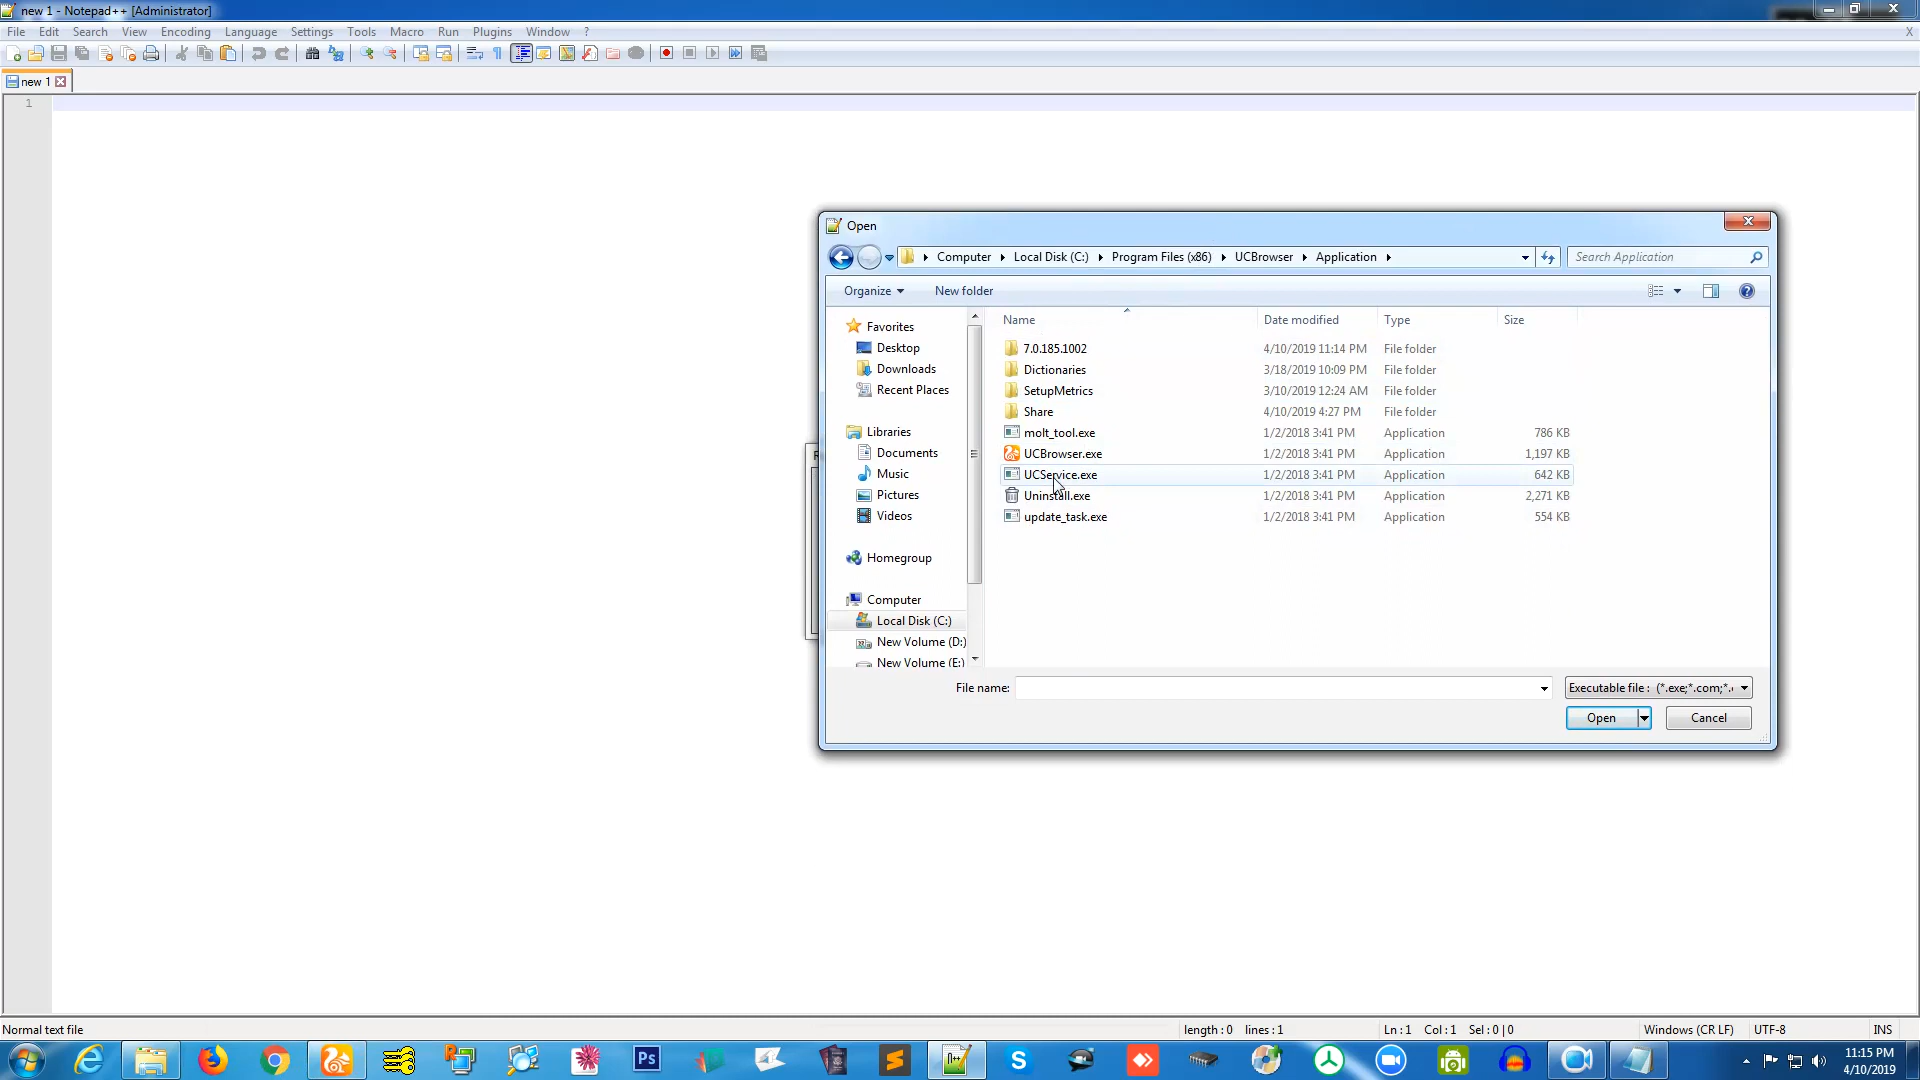 new 1 - Notepad++ [Administrator]
File Edit Search View Encoding Language Settings Tools Macro Run Plugins Window ? X
new 1
1
Open
Computer Local Disk (C:) Program Files (x86) UCBrowser Application
Search Application
Organize New folder
Favorites
Desktop
Downloads
Recent Places
Libraries
Documents
Music
Pictures
Videos
Homegroup
Computer
Local Disk (C:)
New Volume (D:)
New Volume (E:)
Name Date modified Type Size
7.0.185.1002 4/10/2019 11:14 PM File folder
Dictionaries 3/18/2019 10:09 PM File folder
SetupMetrics 3/10/2019 12:24 AM File folder
Share 4/10/2019 4:27 PM File folder
molt_tool.exe 1/2/2018 3:41 PM Application 786 KB
UCBrowser.exe 1/2/2018 3:41 PM Application 1,197 KB
UCService.exe 1/2/2018 3:41 PM Application 642 KB
Uninstall.exe 1/2/2018 3:41 PM Application 2,271 KB
update_task.exe 1/2/2018 3:41 PM Application 554 KB
File name: Executable file : (*.exe;*.com;*.
Open Cancel
Normal text file length : 0 lines : 1 Ln : 1 Col : 1 Sel : 0 | 0 Windows (CR LF) UTF-8 INS
Ps S
11:15 PM
4/10/2019